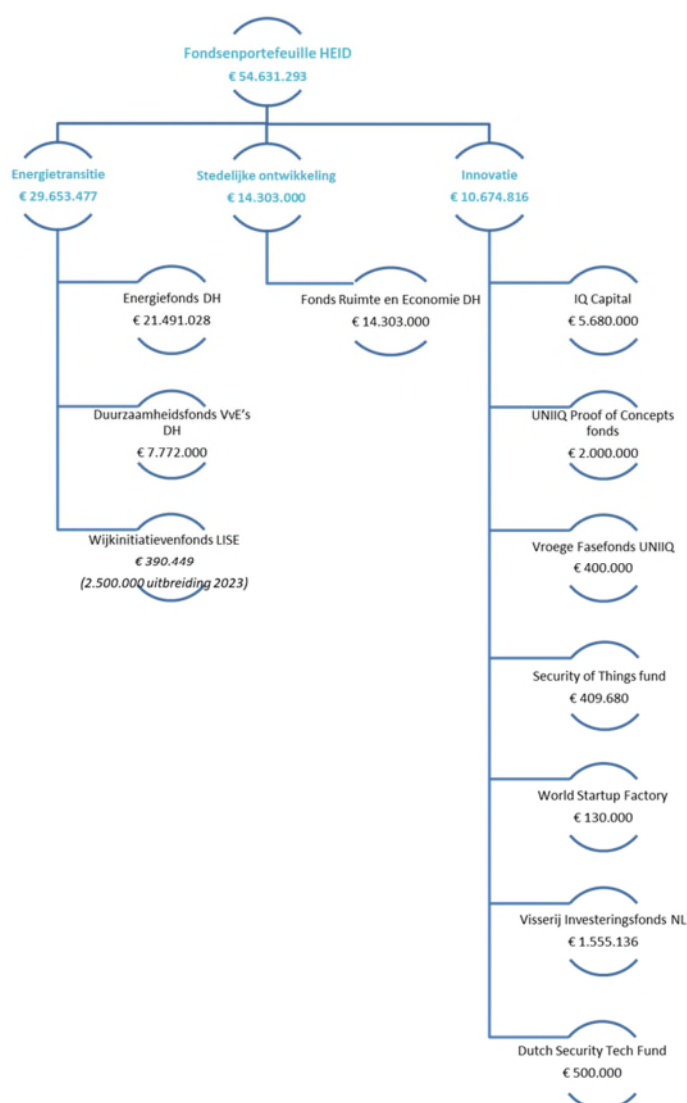 Fondsenportefeuille HEID
€ 54.631.293
Energietransitie
€ 29.653.477
Stedelijke ontwikkeling
€ 14.303.000
Innovatie
€ 10.674.816
Energiefonds DH
€ 21.491.028
Duurzaamheidsfonds VvE's
DH
€ 7.772.000
Wijkinitiatievenfonds LISE
€ 390.449
(2.500.000 uitbreiding 2023)
Fonds Ruimte en Economie DH
€ 14.303.000
IQ Capital
€ 5.680.000
UNIIQ Proof of Concepts
fonds
€ 2.000.000
Vroege Fasefonds UNIIQ
€ 400.000
Security of Things fund
€ 409.680
World Startup Factory
€ 130.000
Visserij Investeringsfonds NL
€ 1.555.136
Dutch Security Tech Fund
€ 500.000